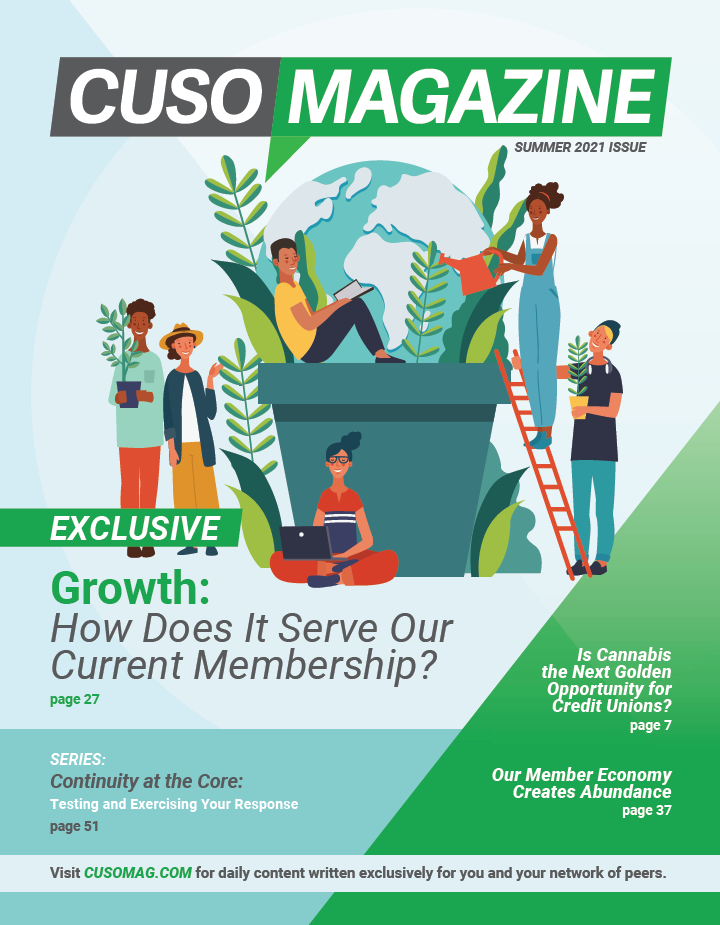 CUSO MAGAZINE
SUMMER 2021 ISSUE
EXCLUSIVE
Growth:
How Does It Serve Our
Current Membership?
page 27
Is Cannabis
the Next Golden
Opportunity for
Credit Unions?
page 7
SERIES:
Continuity at the Core:
Testing and Exercising Your Response
page 51
Our Member Economy
Creates Abundance
page 37
Visit CUSOMAG.COM for daily content written exclusively for you and your network of peers.